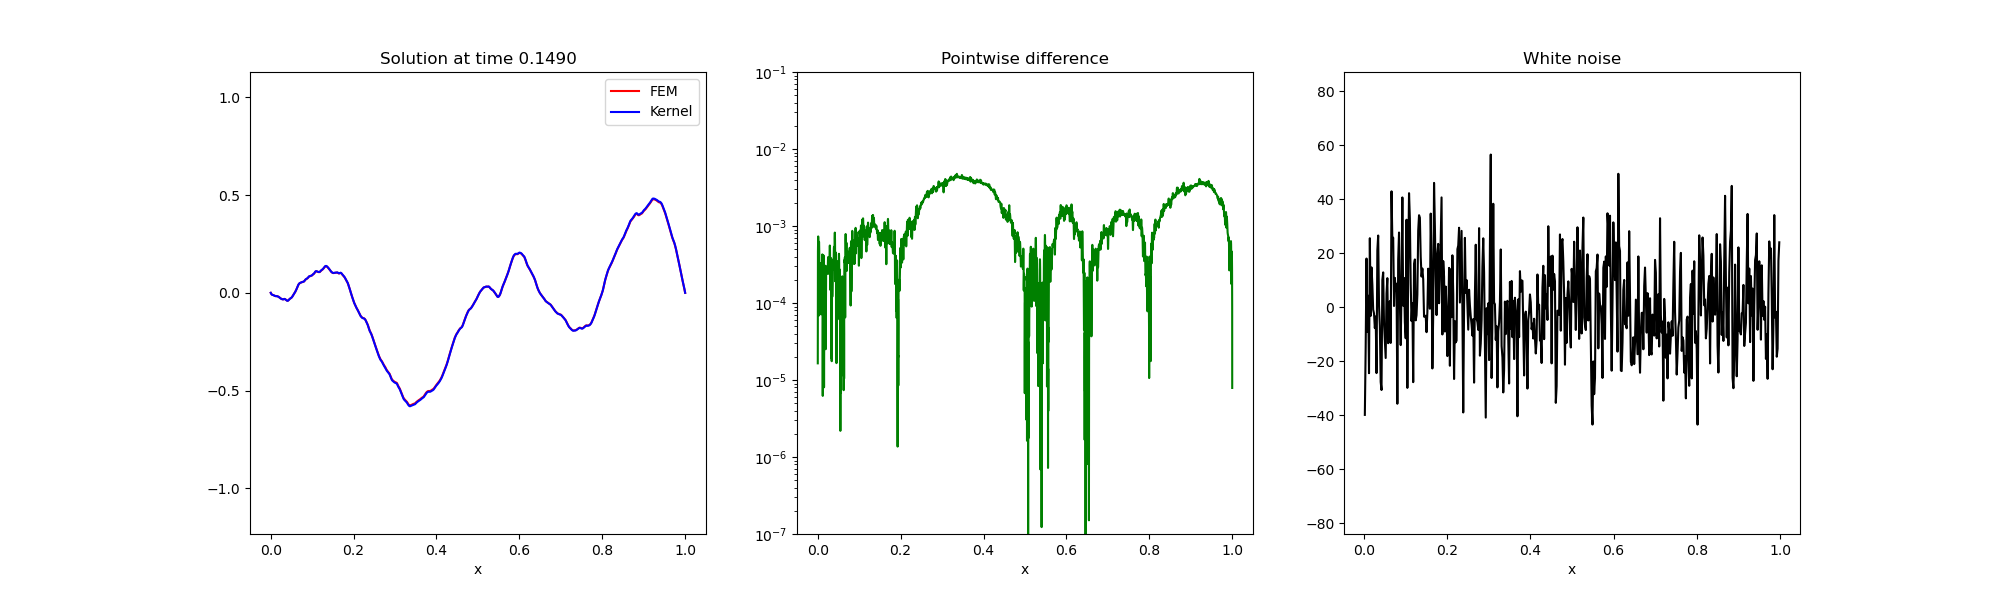 Solution at time 0.1490
FEM
Kernel
1.0
0.5
0.0
−0.5
−1.0
0.0 0.2 0.4 0.6 0.8 1.0
x
Pointwise difference
10⁻¹
10⁻²
10⁻³
10⁻⁴
10⁻⁵
10⁻⁶
10⁻⁷
0.0 0.2 0.4 0.6 0.8 1.0
x
White noise
80
60
40
20
0
−20
−40
−60
−80
0.0 0.2 0.4 0.6 0.8 1.0
x